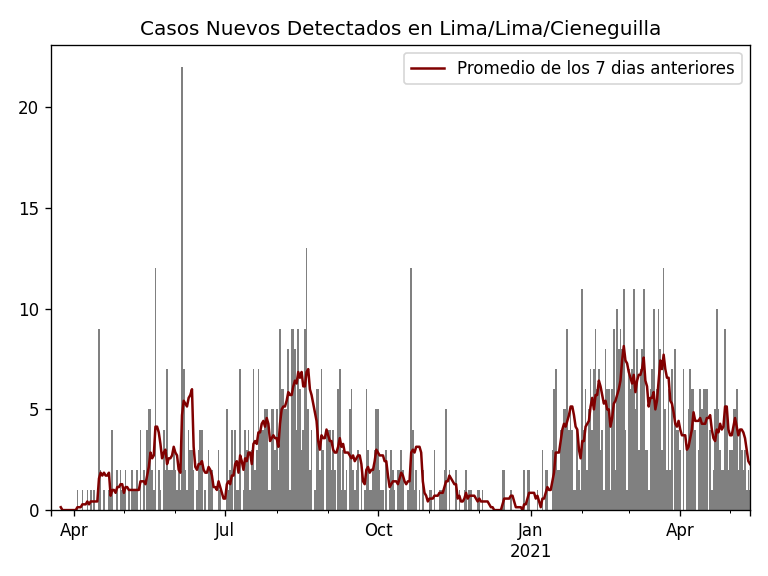 Casos Nuevos Detectados en Lima/Lima/Cieneguilla
Promedio de los 7 dias anteriores
20
15
10
5
0
Apr Jul Oct Jan Apr
2021